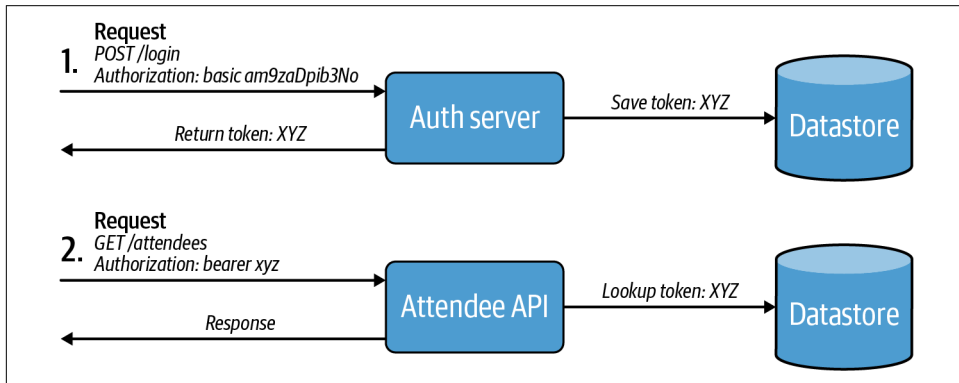 1.
Request
POST /login
Authorization: basic am9zaDpib3No
Return token: XYZ
Auth server
Save token: XYZ
Datastore
2.
Request
GET /attendees
Authorization: bearer xyz
Response
Attendee API
Lookup token: XYZ
Datastore